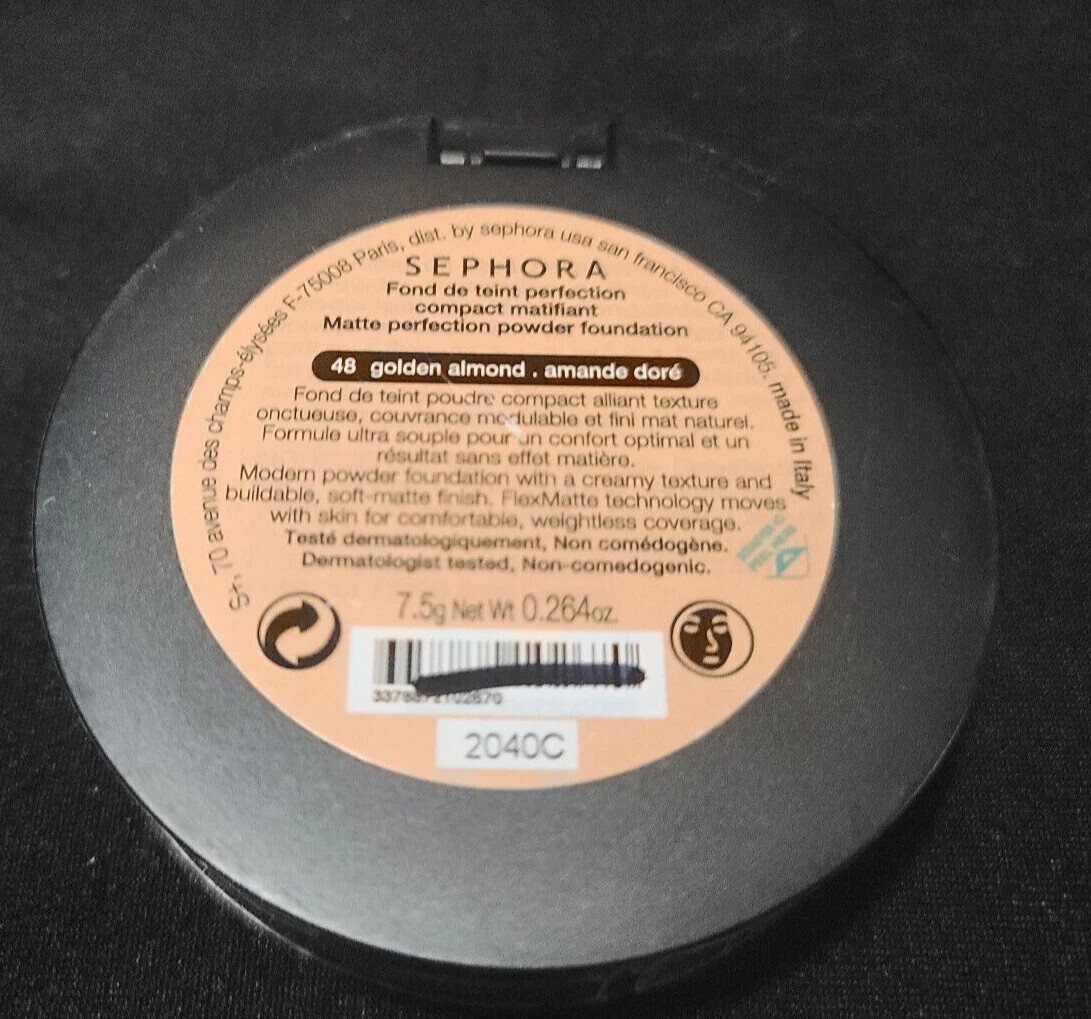 S+, 70 avenue des champs-élysées F-75008 Paris, dist. by sephora usa san francisco CA 94105. made in Italy
SEPHORA
Fond de teint perfection
compact matifiant
Matte perfection powder foundation
48 golden almond . amande doré
Fond de teint poudre compact alliant texture
onctueuse, couvrance modulable et fini mat naturel.
Formule ultra souple pour un confort optimal et un
résultat sans effet matière.
Modern powder foundation with a creamy texture and
buildable, soft-matte finish. FlexMatte technology moves
with skin for comfortable, weightless coverage.
Testé dermatologiquement, Non comédogène.
Dermatologist tested, Non-comedogenic.
7.5g Net Wt 0.264oz.
2040C